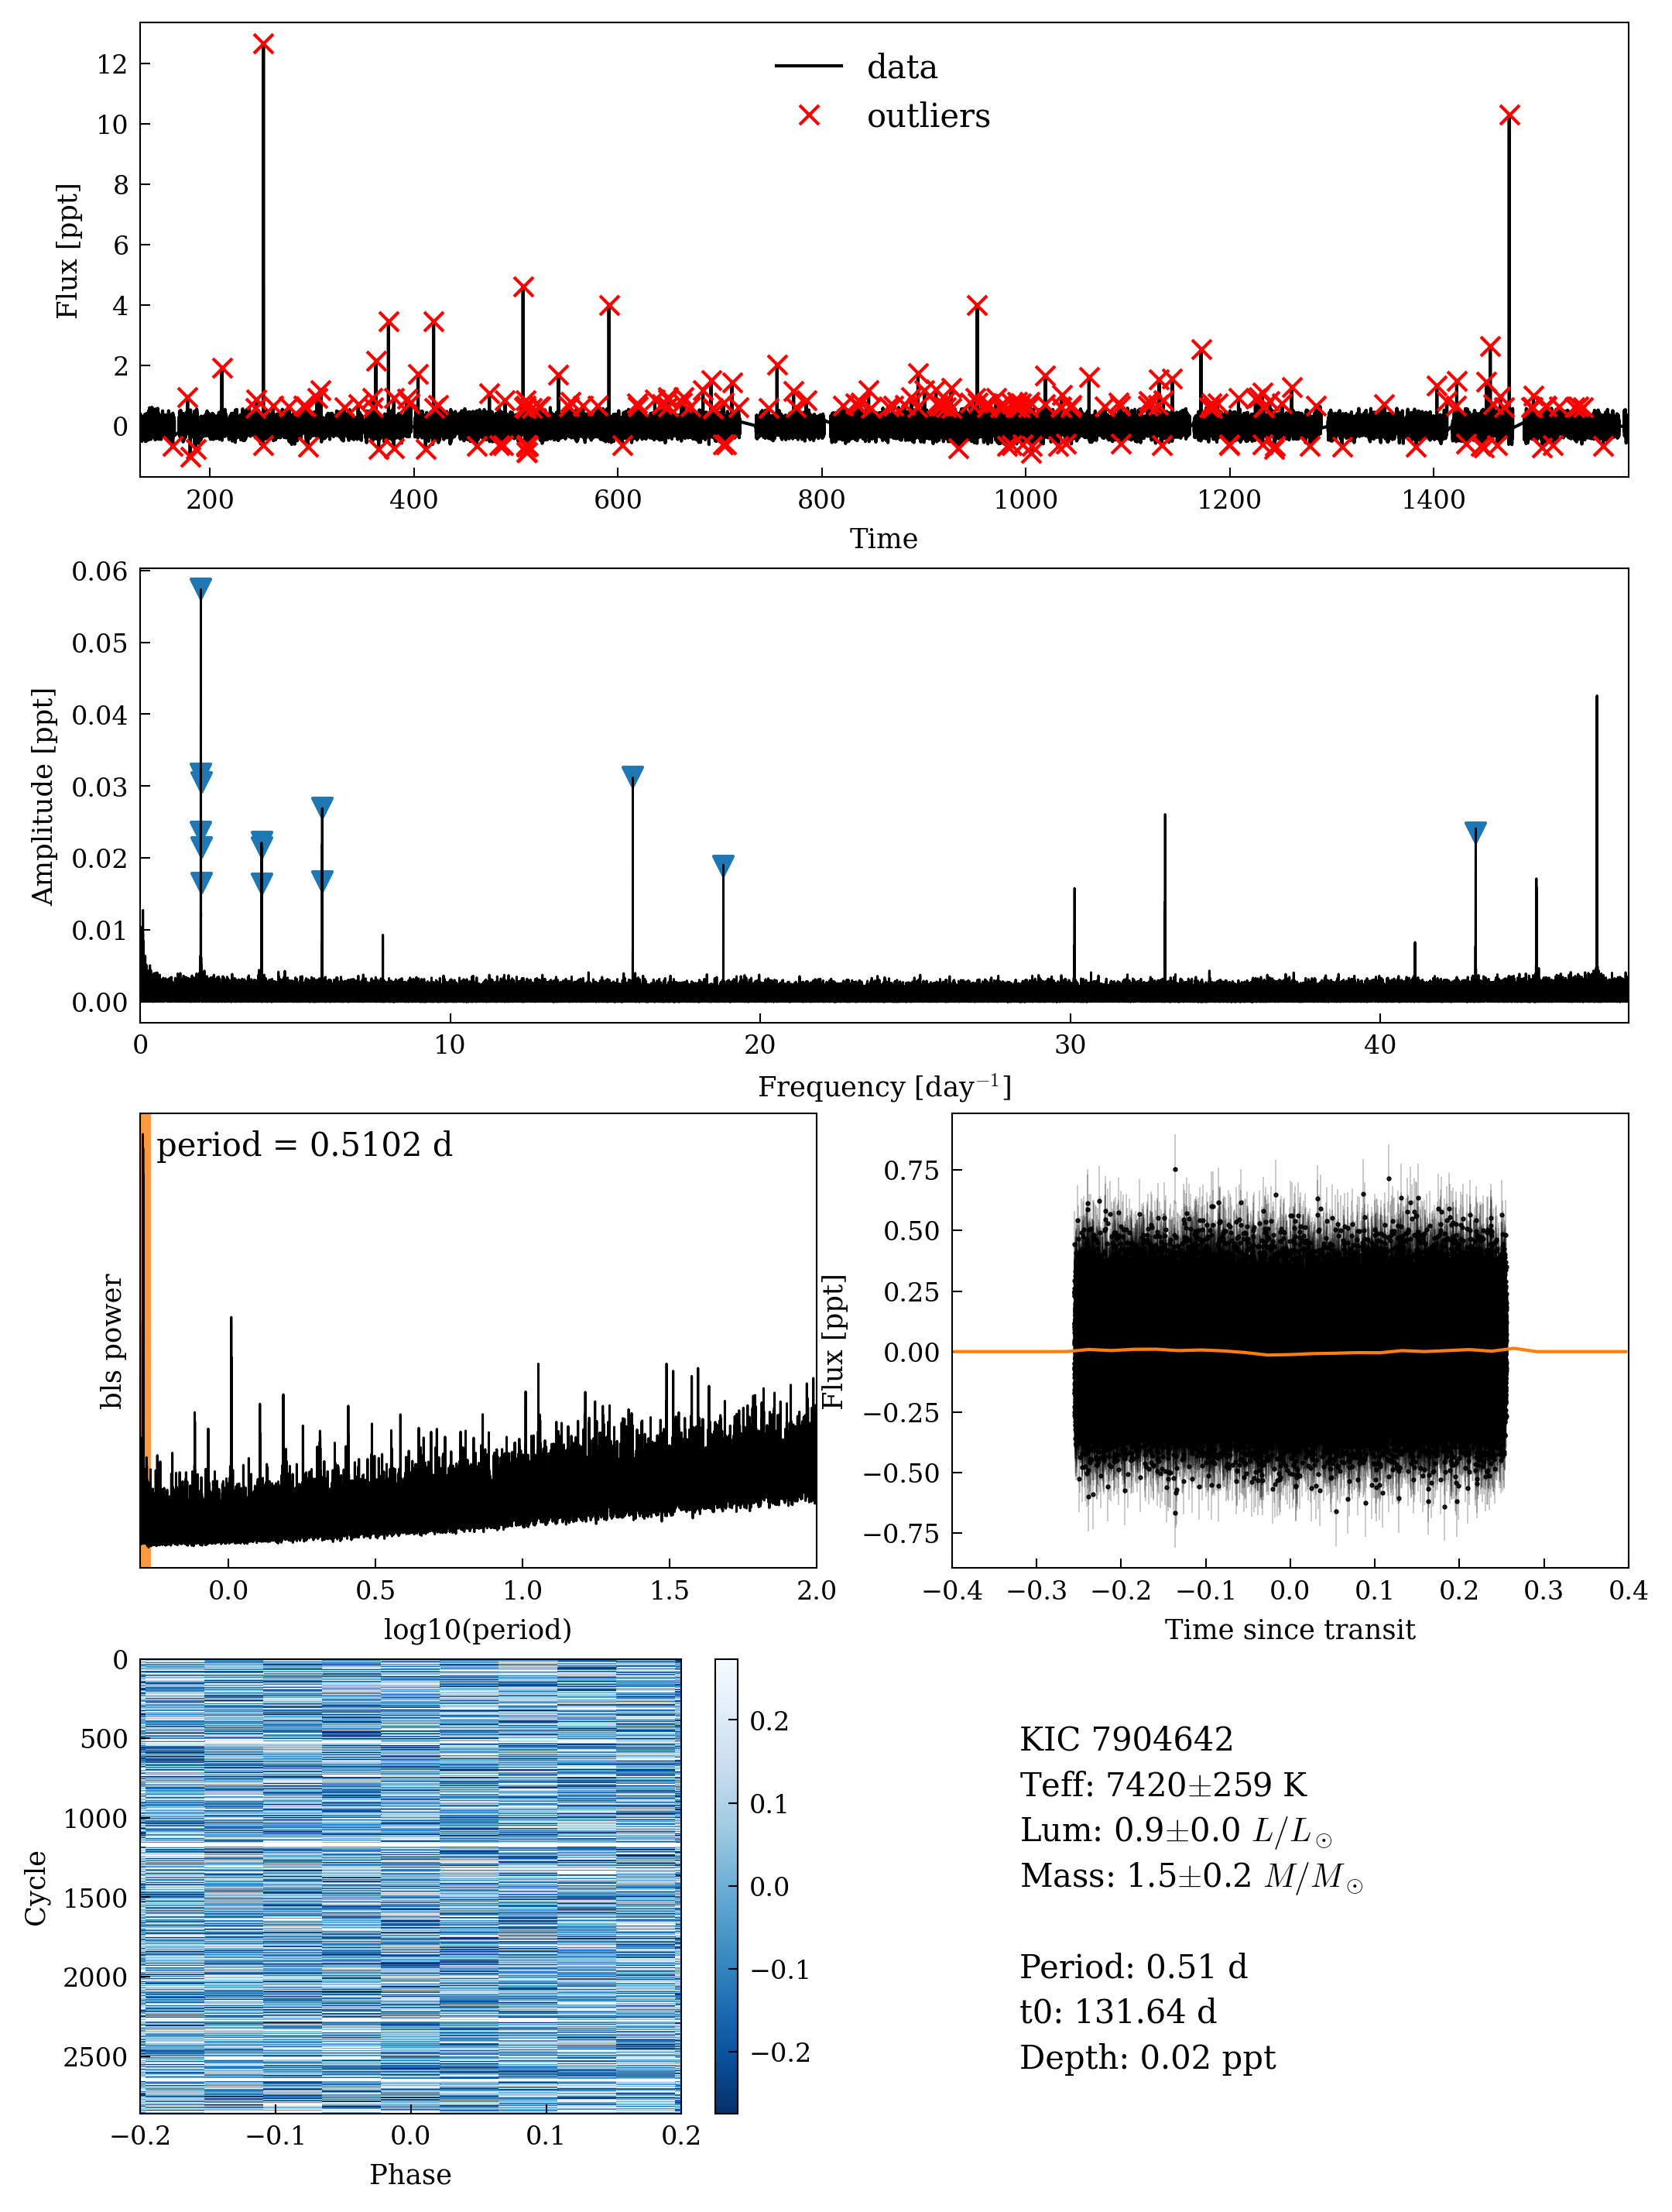 12
10
8
6
4
2
0
Flux [ppt]
data
outliers
200 400 600 800 1000 1200 1400
Time
0.06
0.05
0.04
0.03
0.02
0.01
0.00
Amplitude [ppt]
0 10 20 30 40
Frequency [day⁻¹]
period = 0.5102 d
bls power
0.0 0.5 1.0 1.5 2.0
log10(period)
0.75
0.50
0.25
0.00
−0.25
−0.50
−0.75
Flux [ppt]
−0.4 −0.3 −0.2 −0.1 0.0 0.1 0.2 0.3 0.4
Time since transit
0
500
1000
1500
2000
2500
Cycle
−0.2 −0.1 0.0 0.1 0.2
Phase
0.2
0.1
0.0
−0.1
−0.2
KIC 7904642
Teff: 7420±259 K
Lum: 0.9±0.0 L/L⊙
Mass: 1.5±0.2 M/M⊙
Period: 0.51 d
t0: 131.64 d
Depth: 0.02 ppt